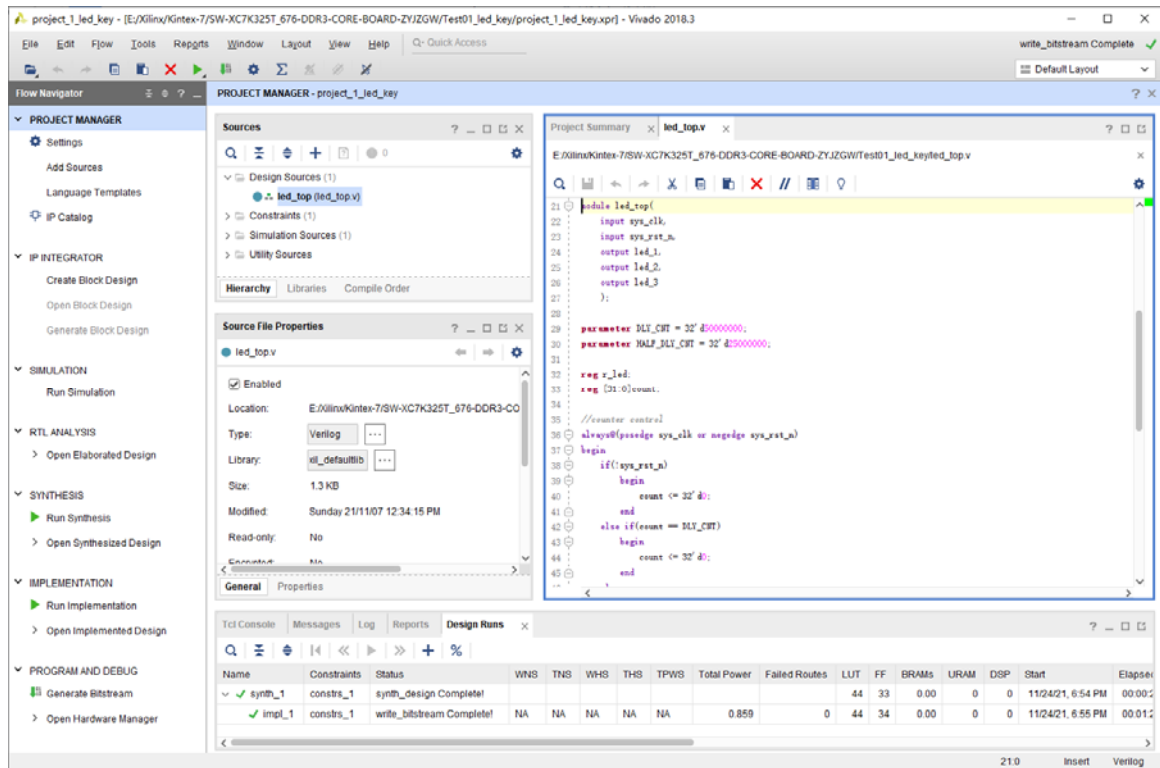 project_1_led_key - [E:/Xilinx/Kintex-7/SW-XC7K325T_676-DDR3-CORE-BOARD-ZYJZGW/Test01_led_key/project_1_led_key.xpr] - Vivado 2018.3
File Edit Flow Tools Reports Window Layout View Help Quick Access write_bitstream Complete
Default Layout
Flow Navigator
PROJECT MANAGER
Settings
Add Sources
Language Templates
IP Catalog
IP INTEGRATOR
Create Block Design
Open Block Design
Generate Block Design
SIMULATION
Run Simulation
RTL ANALYSIS
Open Elaborated Design
SYNTHESIS
Run Synthesis
Open Synthesized Design
IMPLEMENTATION
Run Implementation
Open Implemented Design
PROGRAM AND DEBUG
Generate Bitstream
Open Hardware Manager
PROJECT MANAGER - project_1_led_key
Sources
0
Design Sources (1)
led_top (led_top.v)
Constraints (1)
Simulation Sources (1)
Utility Sources
Hierarchy Libraries Compile Order
Source File Properties
led_top.v
Enabled
Location: E:/Xilinx/Kintex-7/SW-XC7K325T_676-DDR3-CO
Type: Verilog
Library: xil_defaultlib
Size: 1.3 KB
Modified: Sunday 21/11/07 12:34:15 PM
Read-only: No
Encrypted: No
General Properties
Project Summary led_top.v
E:/Xilinx/Kintex-7/SW-XC7K325T_676-DDR3-CORE-BOARD-ZYJZGW/Test01_led_key/led_top.v
21 module led_top(
22 input sys_clk,
23 input sys_rst_n,
24 output led_1,
25 output led_2,
26 output led_3
27 );
28
29 parameter DLY_CNT = 32'd50000000;
30 parameter HALF_DLY_CNT = 32'd25000000;
31
32 reg r_led;
33 reg [31:0]count;
34
35 //counter control
36 always@(posedge sys_clk or negedge sys_rst_n)
37 begin
38 if(!sys_rst_n)
39 begin
40 count <= 32'd0;
41 end
42 else if(count == DLY_CNT)
43 begin
44 count <= 32'd0;
45 end
Tcl Console Messages Log Reports Design Runs
Name Constraints Status WNS TNS WHS THS TPWS Total Power Failed Routes LUT FF BRAMs URAM DSP Start Elapsed
synth_1 constrs_1 synth_design Complete! 44 33 0.00 0 0 11/24/21, 6:54 PM 00:00:2
impl_1 constrs_1 write_bitstream Complete! NA NA NA NA NA 0.859 0 44 34 0.00 0 0 11/24/21, 6:55 PM 00:01:2
21:0 Insert Verilog